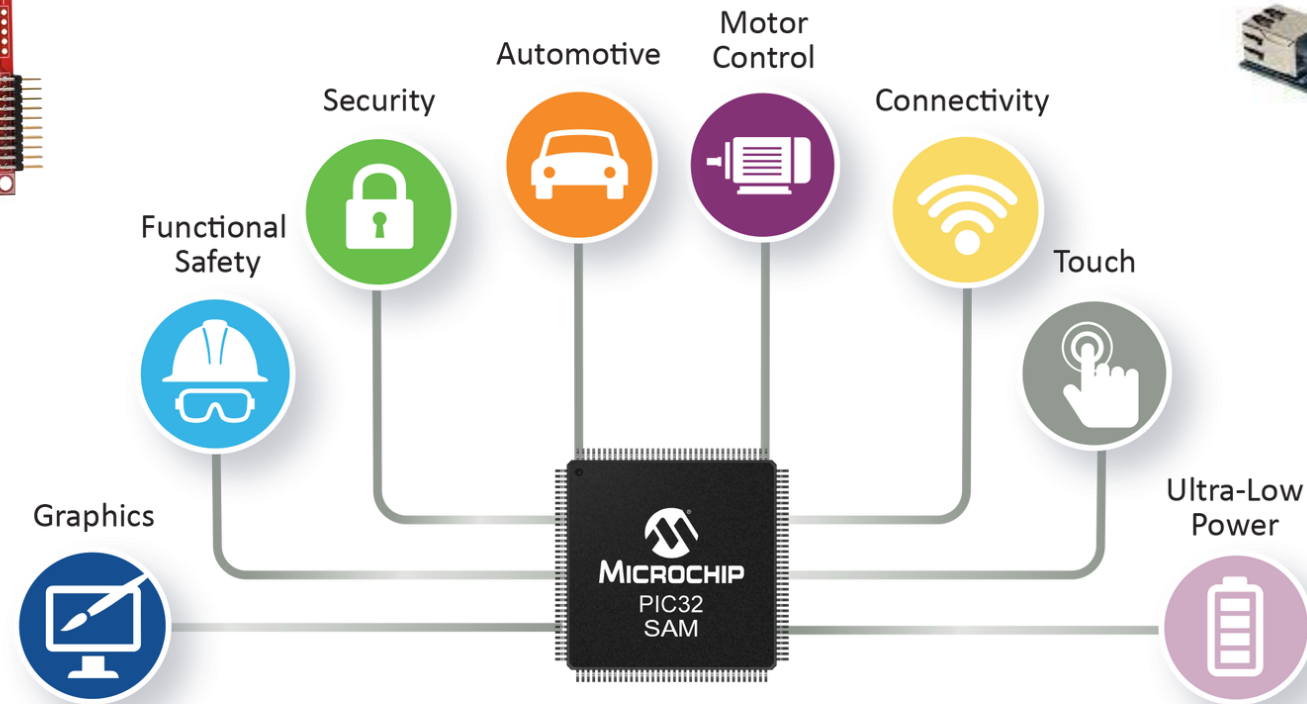 Motor
Control
Automotive
Security
Connectivity
Functional
Safety
Touch
Graphics
Ultra-Low
Power
MICROCHIP
PIC32
SAM